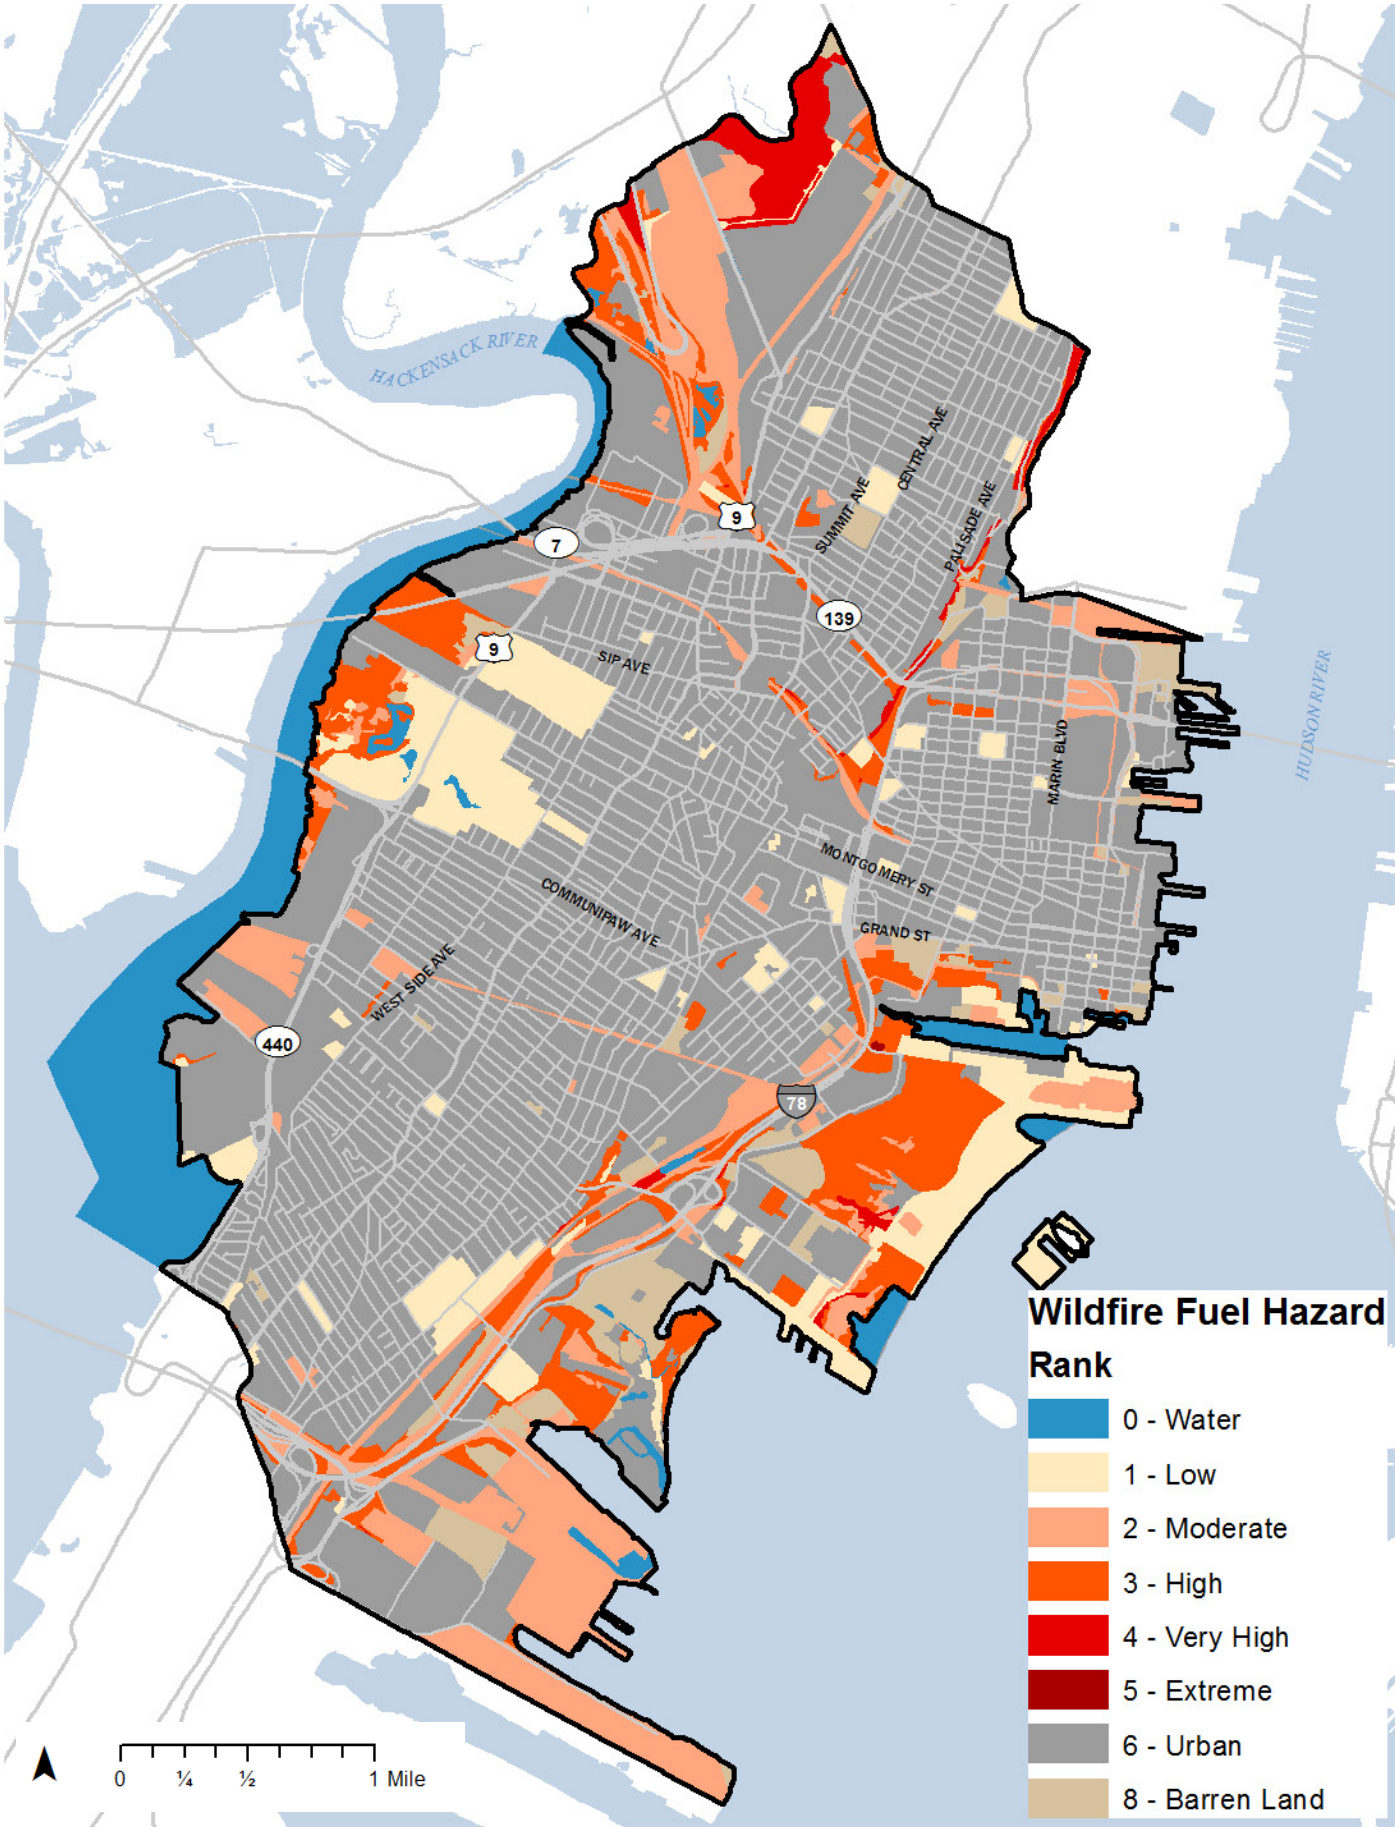 HACKENSACK RIVER
CENTRAL AVE
SUMMIT AVE
PALISADE AVE
9
7
139
9
SIP AVE
HUDSON RIVER
MARIN BLVD
MONTGOMERY ST
COMMUNIPAW AVE
GRAND ST
WEST SIDE AVE
440
78
Wildfire Fuel Hazard
Rank
0 - Water
1 - Low
2 - Moderate
3 - High
4 - Very High
5 - Extreme
6 - Urban
8 - Barren Land
0 ¼ ½ 1 Mile